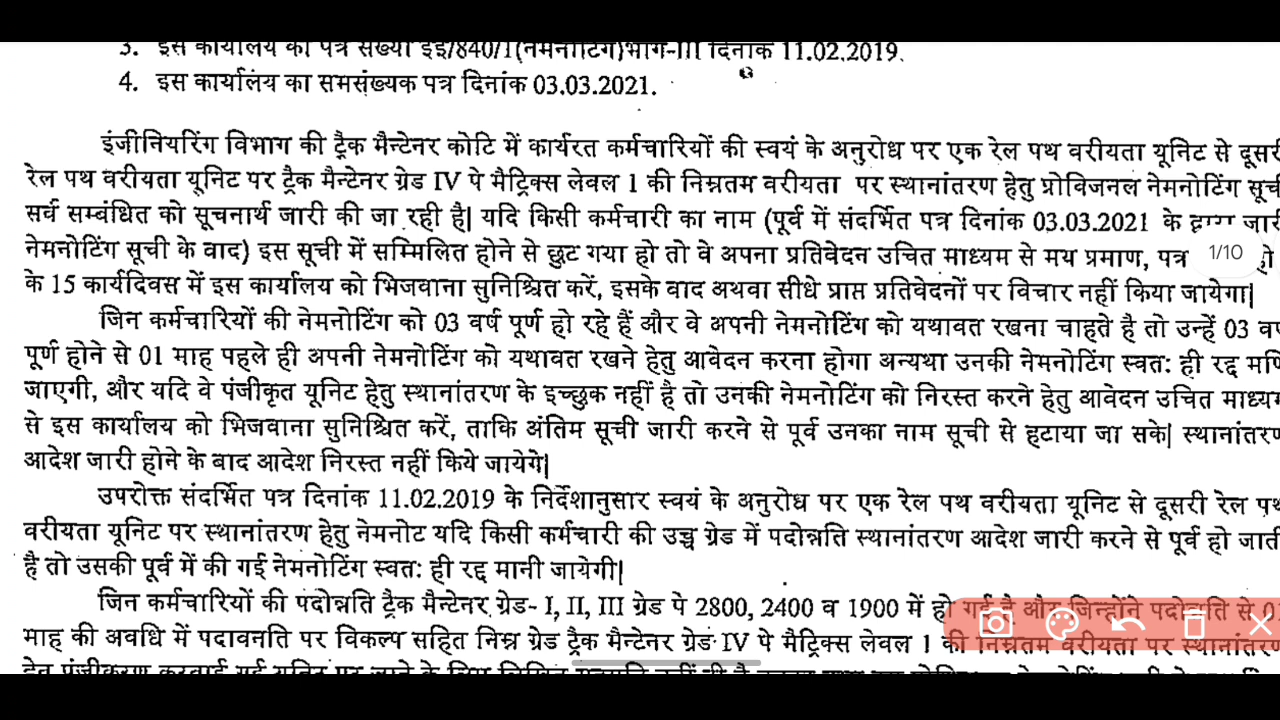 3. इस कार्यालय का पत्र संख्या इइ/840/1(नेमनोटिंग)भाग-III दिनांक 11.02.2019.
4. इस कार्यालय का समसंख्यक पत्र दिनांक 03.03.2021.
इंजीनियरिंग विभाग की ट्रैक मैन्टेनर कोटि में कार्यरत कर्मचारियों की स्वयं के अनुरोध पर एक रेल पथ वरीयता यूनिट से दूसरी
रेल पथ वरीयता यूनिट पर ट्रैक मैन्टेनर ग्रेड IV पे मैट्रिक्स लेवल 1 की निम्नतम वरीयता पर स्थानांतरण हेतु प्रोविजनल नेमनोटिंग सूची
सर्व सम्बंधित को सूचनार्थ जारी की जा रही है| यदि किसी कर्मचारी का नाम (पूर्व में संदर्भित पत्र दिनांक 03.03.2021 के द्वारा जारी
नेमनोटिंग सूची के वाद) इस सूची में सम्मिलित होने से छुट गया हो तो वे अपना प्रतिवेदन उचित माध्यम से मय प्रमाण, पत्र 1/10
के 15 कार्यदिवस में इस कार्यालय को भिजवाना सुनिश्चित करें, इसके वाद अथवा सीधे प्राप्त प्रतिवेदनों पर विचार नहीं किया जायेगा|
जिन कर्मचारियों की नेमनोटिंग को 03 वर्ष पूर्ण हो रहे हैं और वे अपनी नेमनोटिंग को यथावत रखना चाहते है तो उन्हें 03 वर्ष
पूर्ण होने से 01 माह पहले ही अपनी नेमनोटिंग को यथावत रखने हेतु आवेदन करना होगा अन्यथा उनकी नेमनोटिंग स्वत: ही रद्द
जाएगी, और यदि वे पंजीकृत यूनिट हेतु स्थानांतरण के इच्छुक नहीं है तो उनकी नेमनोटिंग को निरस्त करने हेतु आवेदन उचित माध्यम
से इस कार्यालय को भिजवाना सुनिश्चित करें, ताकि अंतिम सूची जारी करने से पूर्व उनका नाम सूची से हटाया जा सके| स्थानांतरण
आदेश जारी होने के बाद आदेश निरस्त नहीं किये जायेगे|
उपरोक्त संदर्भित पत्र दिनांक 11.02.2019 के निर्देशानुसार स्वयं के अनुरोध पर एक रेल पथ वरीयता यूनिट से दूसरी रेल पथ
वरीयता यूनिट पर स्थानांतरण हेतु नेमनोट यदि किसी कर्मचारी की उच्च ग्रेड में पदोन्नति स्थानांतरण आदेश जारी करने से पूर्व हो जाती
है तो उसकी पूर्व में की गई नेमनोटिंग स्वत: ही रद्द मानी जायेगी|
जिन कर्मचारियों की पदोन्नति ट्रैक मैन्टेनर ग्रेड- I, II, III ग्रेड पे 2800, 2400 व 1900 में हो गई है और जिन्होंने पदोन्नति से
माह की अवधि में पदावनति पर विकल्प सहित निम्न ग्रेड ट्रैक मैन्टेनर ग्रेड IV पे मैट्रिक्स लेवल 1 की निम्नतम वरीयता पर स्थानांतरण